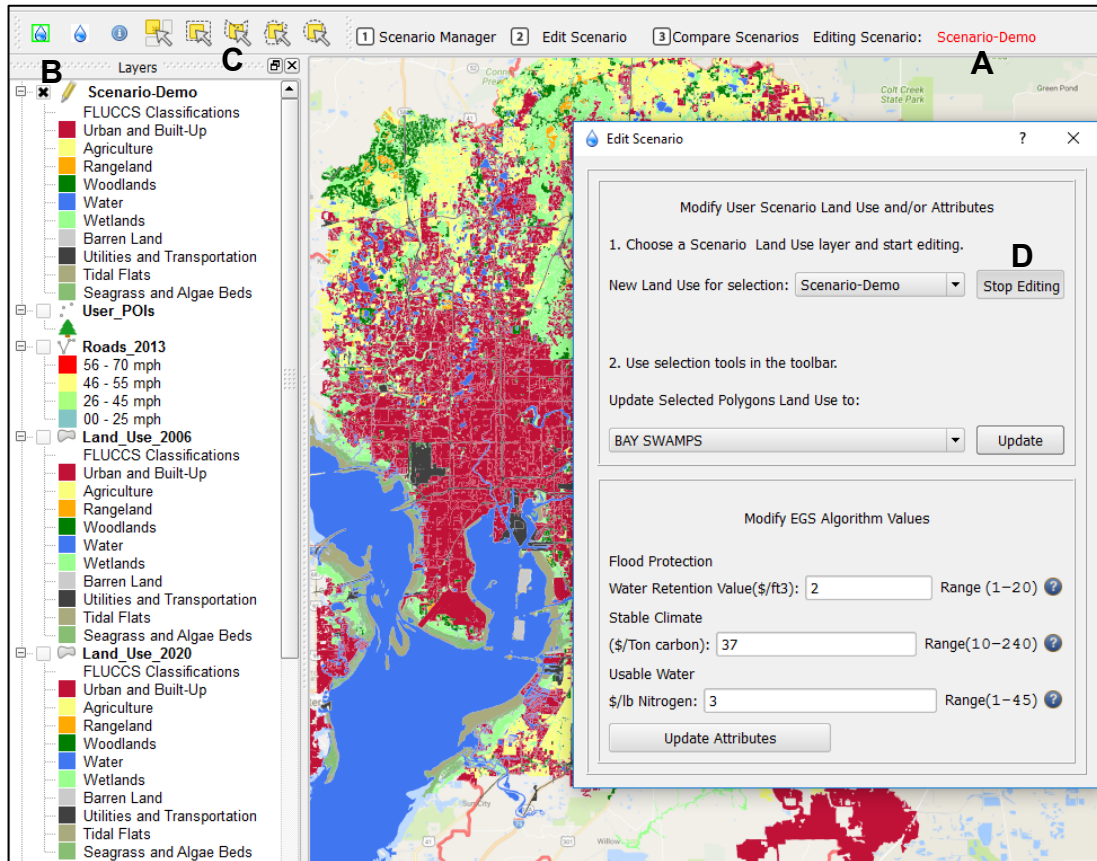 1 Scenario Manager 2 Edit Scenario 3 Compare Scenarios Editing Scenario: Scenario-Demo
A
B
C
Layers
Scenario-Demo
FLUCCS Classifications
Urban and Built-Up
Agriculture
Rangeland
Woodlands
Water
Wetlands
Barren Land
Utilities and Transportation
Tidal Flats
Seagrass and Algae Beds
User_POIs
Roads_2013
56 - 70 mph
46 - 55 mph
26 - 45 mph
00 - 25 mph
Land_Use_2006
FLUCCS Classifications
Urban and Built-Up
Agriculture
Rangeland
Woodlands
Water
Wetlands
Barren Land
Utilities and Transportation
Tidal Flats
Seagrass and Algae Beds
Land_Use_2020
FLUCCS Classifications
Urban and Built-Up
Agriculture
Rangeland
Woodlands
Water
Wetlands
Barren Land
Utilities and Transportation
Tidal Flats
Seagrass and Algae Beds
Colt Creek
State Park
Green Pond
Sun City
Willow
41
301
Edit Scenario ?
Modify User Scenario Land Use and/or Attributes
1. Choose a Scenario Land Use layer and start editing.
D
New Land Use for selection: Scenario-Demo Stop Editing
2. Use selection tools in the toolbar.
Update Selected Polygons Land Use to:
BAY SWAMPS Update
Modify EGS Algorithm Values
Flood Protection
Water Retention Value($/ft3): 2 Range (1-20) ?
Stable Climate
($/Ton carbon): 37 Range(10-240) ?
Usable Water
$/lb Nitrogen: 3 Range(1-45) ?
Update Attributes